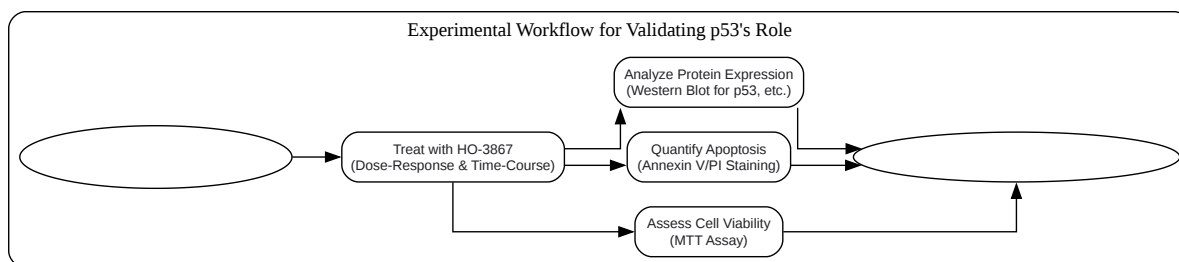 Experimental Workflow for Validating p53's Role
Analyze Protein Expression
(Western Blot for p53, etc.)
Treat with HO-3867
(Dose-Response & Time-Course)
Quantify Apoptosis
(Annexin V/PI Staining)
Assess Cell Viability
(MTT Assay)